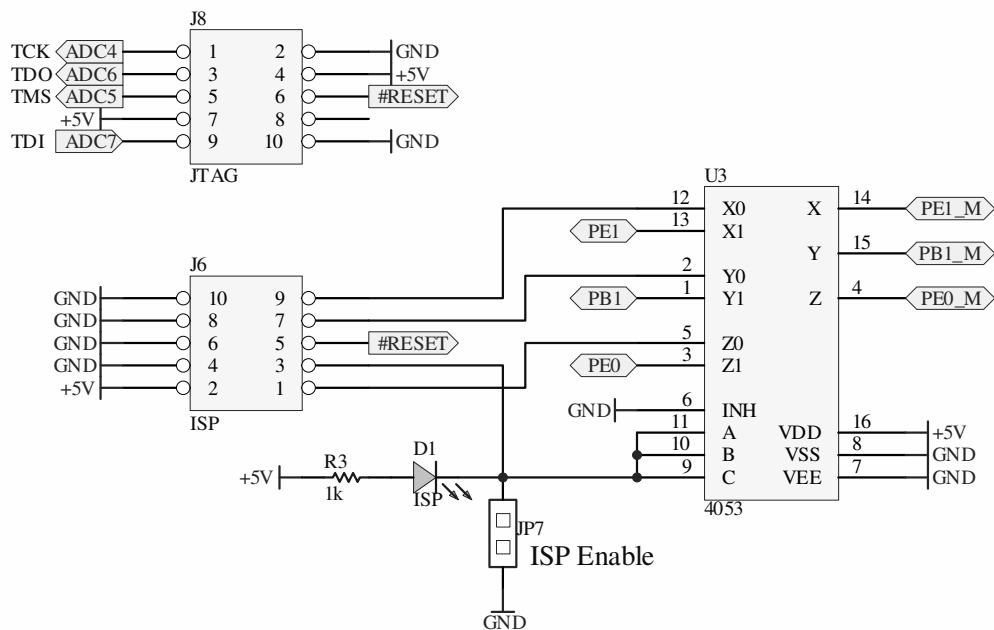 J8
TCK ADC4 1 2 GND
TDO ADC6 3 4 +5V
TMS ADC5 5 6 #RESET
+5V 7 8
TDI ADC7 9 10 GND
JTAG
U3
12 X0 X 14 PE1_M
PE1 13 X1
Y 15 PB1_M
2 Y0
PB1 1 Y1 Z 4 PE0_M
5 Z0
PE0 3 Z1
GND 6 INH
11 A VDD 16 +5V
10 B VSS 8 GND
9 C VEE 7 GND
4053
J6
GND 10 9
GND 8 7
GND 6 5 #RESET
GND 4 3
+5V 2 1
ISP
+5V R3 1k D1 ISP
JP7
ISP Enable
GND